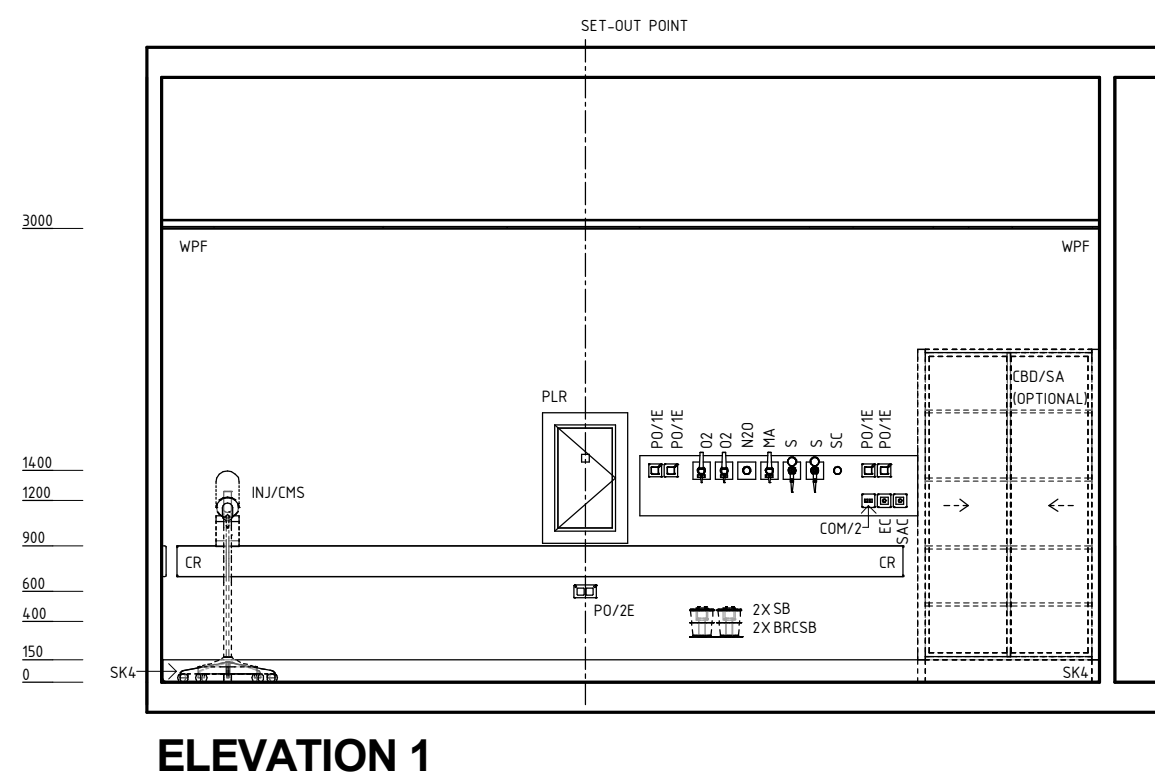 SET-OUT POINT
3000
WPF
WPF
CBD/SA
(OPTIONAL)
PLR
PO/1E
PO/1E
O2
O2
N20
MA
S
S
SC
PO/1E
PO/1E
1400
1200
INJ/CMS
COM/2
EC
SAC
900
CR
CR
600
PO/2E
2X SB
2X BRCSB
400
150
0
SK4
SK4
ELEVATION 1